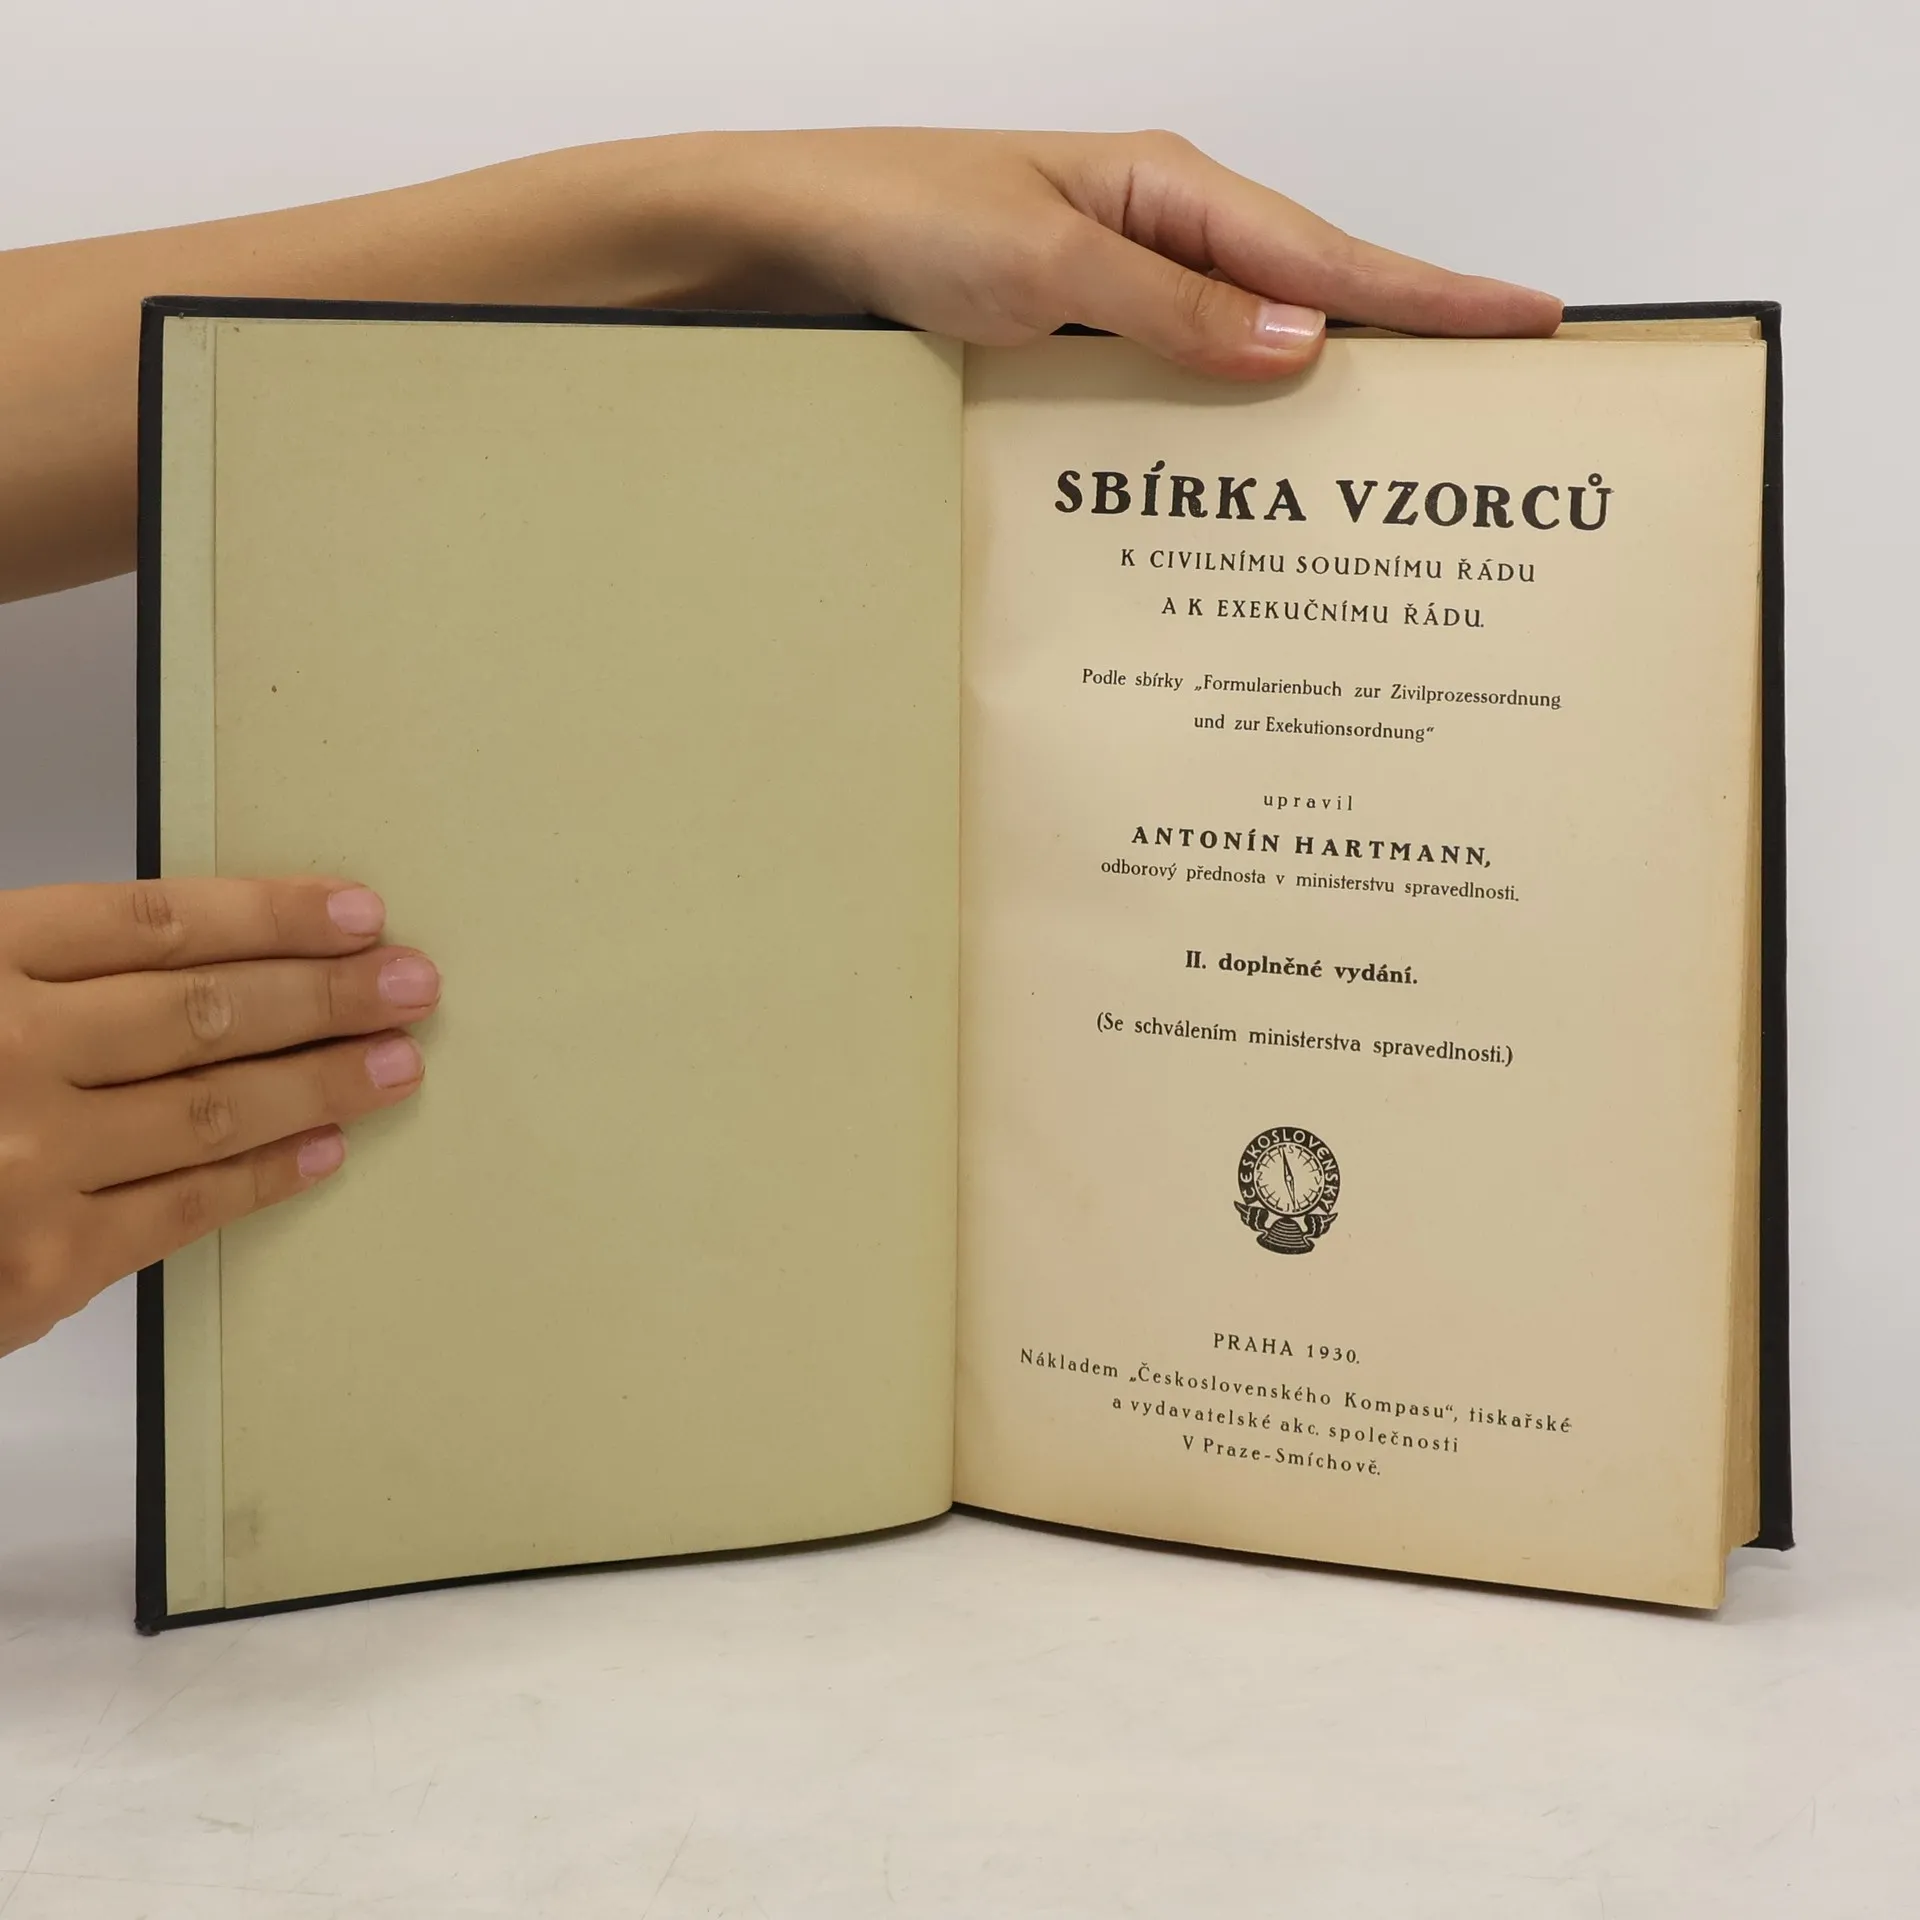 SBÍRKA VZORCŮ
K CIVILNÍMU SOUDNÍMU ŘÁDU
A K EXEKUČNÍMU ŘÁDU.
Podle sbírky „Formularienbuch zur Zivilprozessordnung
und zur Exekutionsordnung“
upravil
ANTONÍN HARTMANN,
odborový přednosta v ministerstvu spravedlnosti.
II. doplněné vydání.
(Se schválením ministerstva spravedlnosti.)
ČESKOSLOVENSKÝ
PRAHA 1930.
Nákladem „Československého Kompasu“, tiskařské
a vydavatelské akc. společnosti
V Praze-Smíchově.